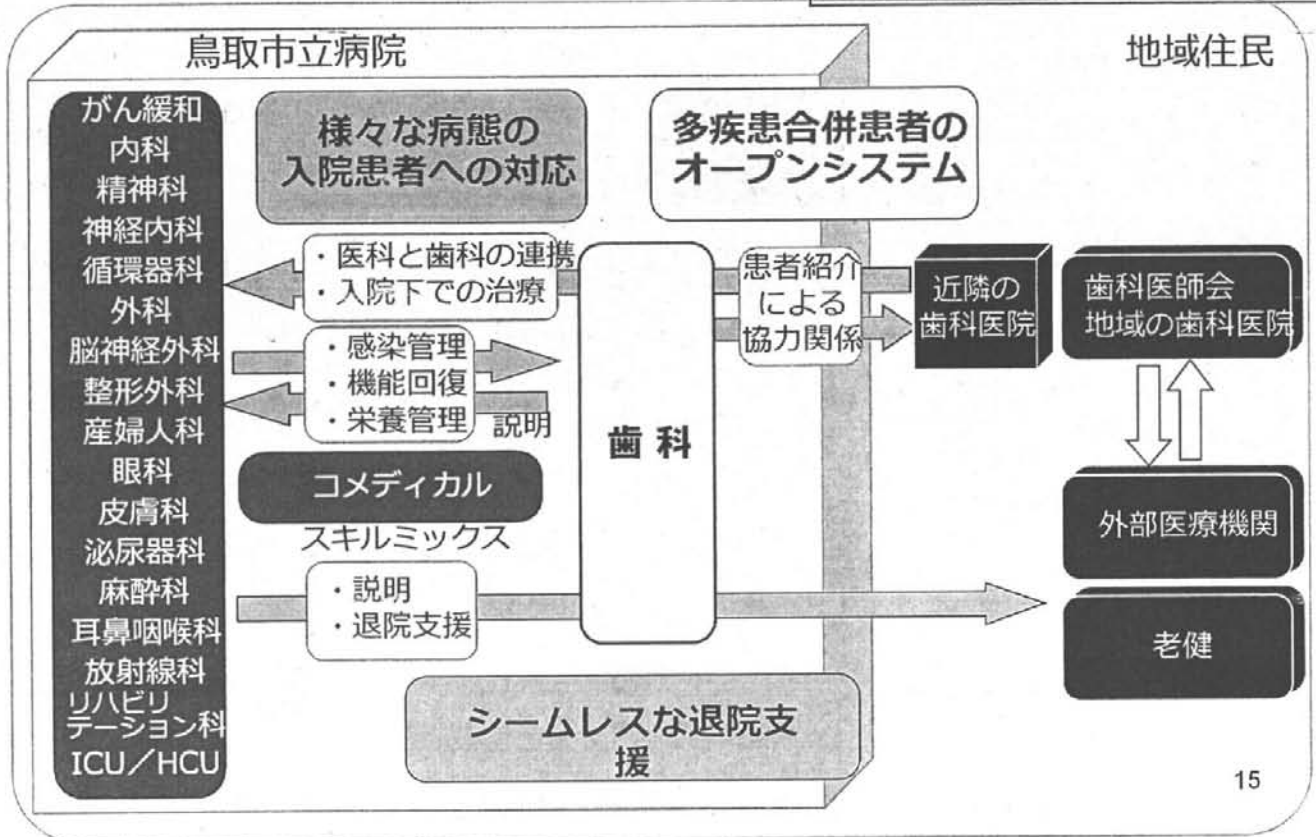 鳥取市立病院
地域住民
がん緩和
内科
精神科
神経内科
循環器科
外科
脳神経外科
整形外科
産婦人科
眼科
皮膚科
泌尿器科
麻酔科
耳鼻咽喉科
放射線科
リハビリ
テーション科
ICU/HCU
様々な病態の
入院患者への対応
多疾患合併患者の
オープンシステム
・医科と歯科の連携
・入院下での治療
・感染管理
・機能回復
・栄養管理
説明
コメディカル
スキルミックス
・説明
・退院支援
歯科
患者紹介
による
協力関係
近隣の
歯科医院
歯科医師会
地域の歯科医院
外部医療機関
老健
シームレスな退院支
援
15